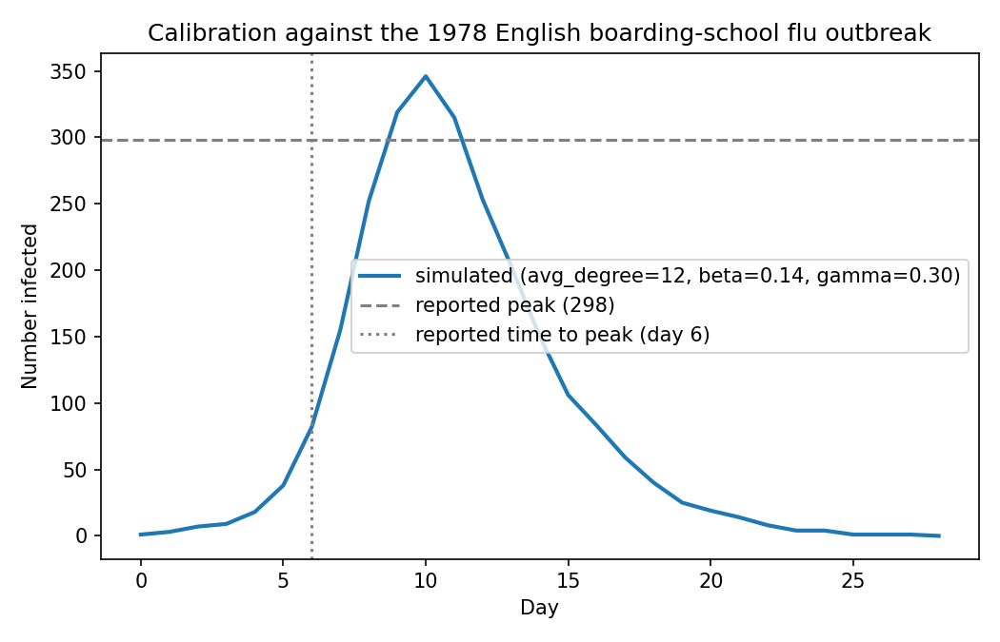 Calibration against the 1978 English boarding-school flu outbreak
350
300
250
200
150
100
50
0
Number infected
simulated (avg_degree=12, beta=0.14, gamma=0.30)
reported peak (298)
reported time to peak (day 6)
0 5 10 15 20 25
Day